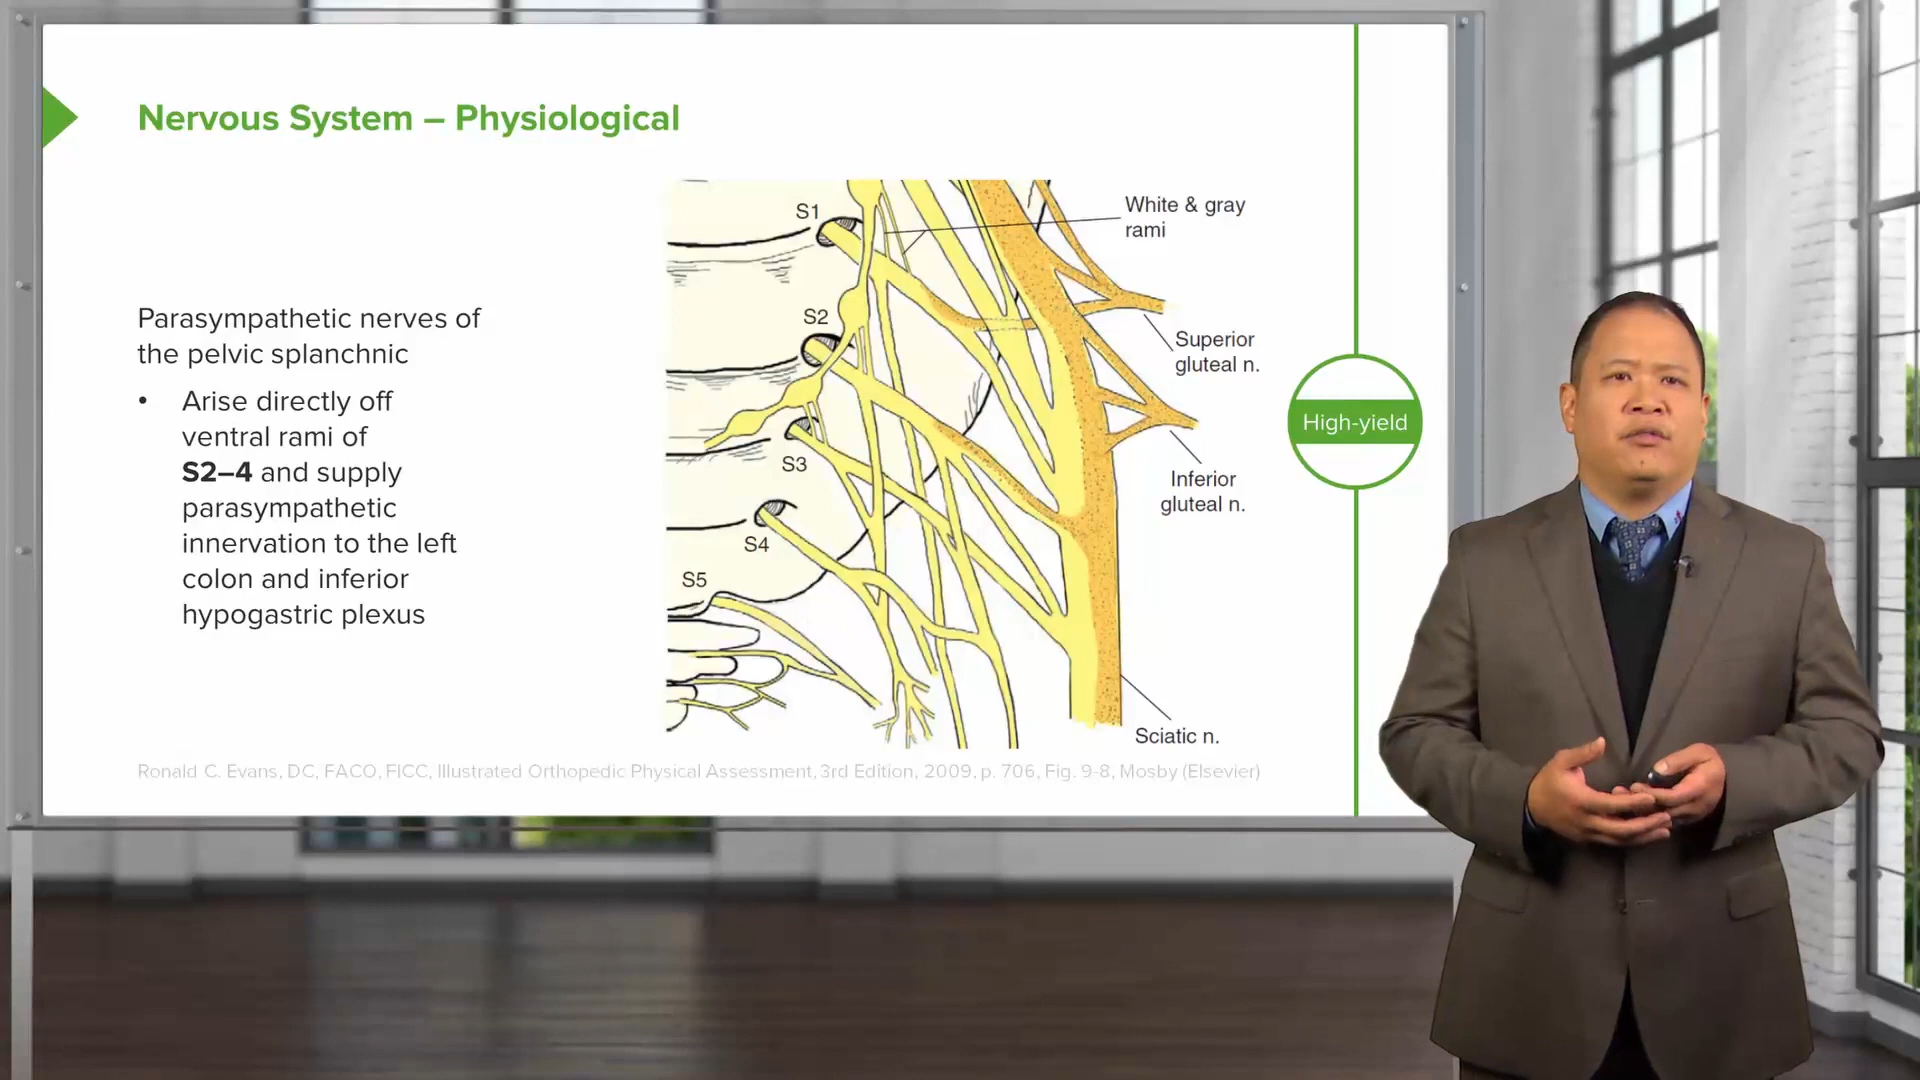 Nervous System – Physiological
Parasympathetic nerves of
the pelvic splanchnic
• Arise directly off
ventral rami of
S2–4 and supply
parasympathetic
innervation to the left
colon and inferior
hypogastric plexus
S1
S2
S3
S4
S5
White & gray
rami
Superior
gluteal n.
Inferior
gluteal n.
Sciatic n.
High-yield
Ronald C. Evans, DC, FACO, FICC, Illustrated Orthopedic Physical Assessment, 3rd Edition, 2009, p. 706, Fig. 9-8, Mosby (Elsevier)